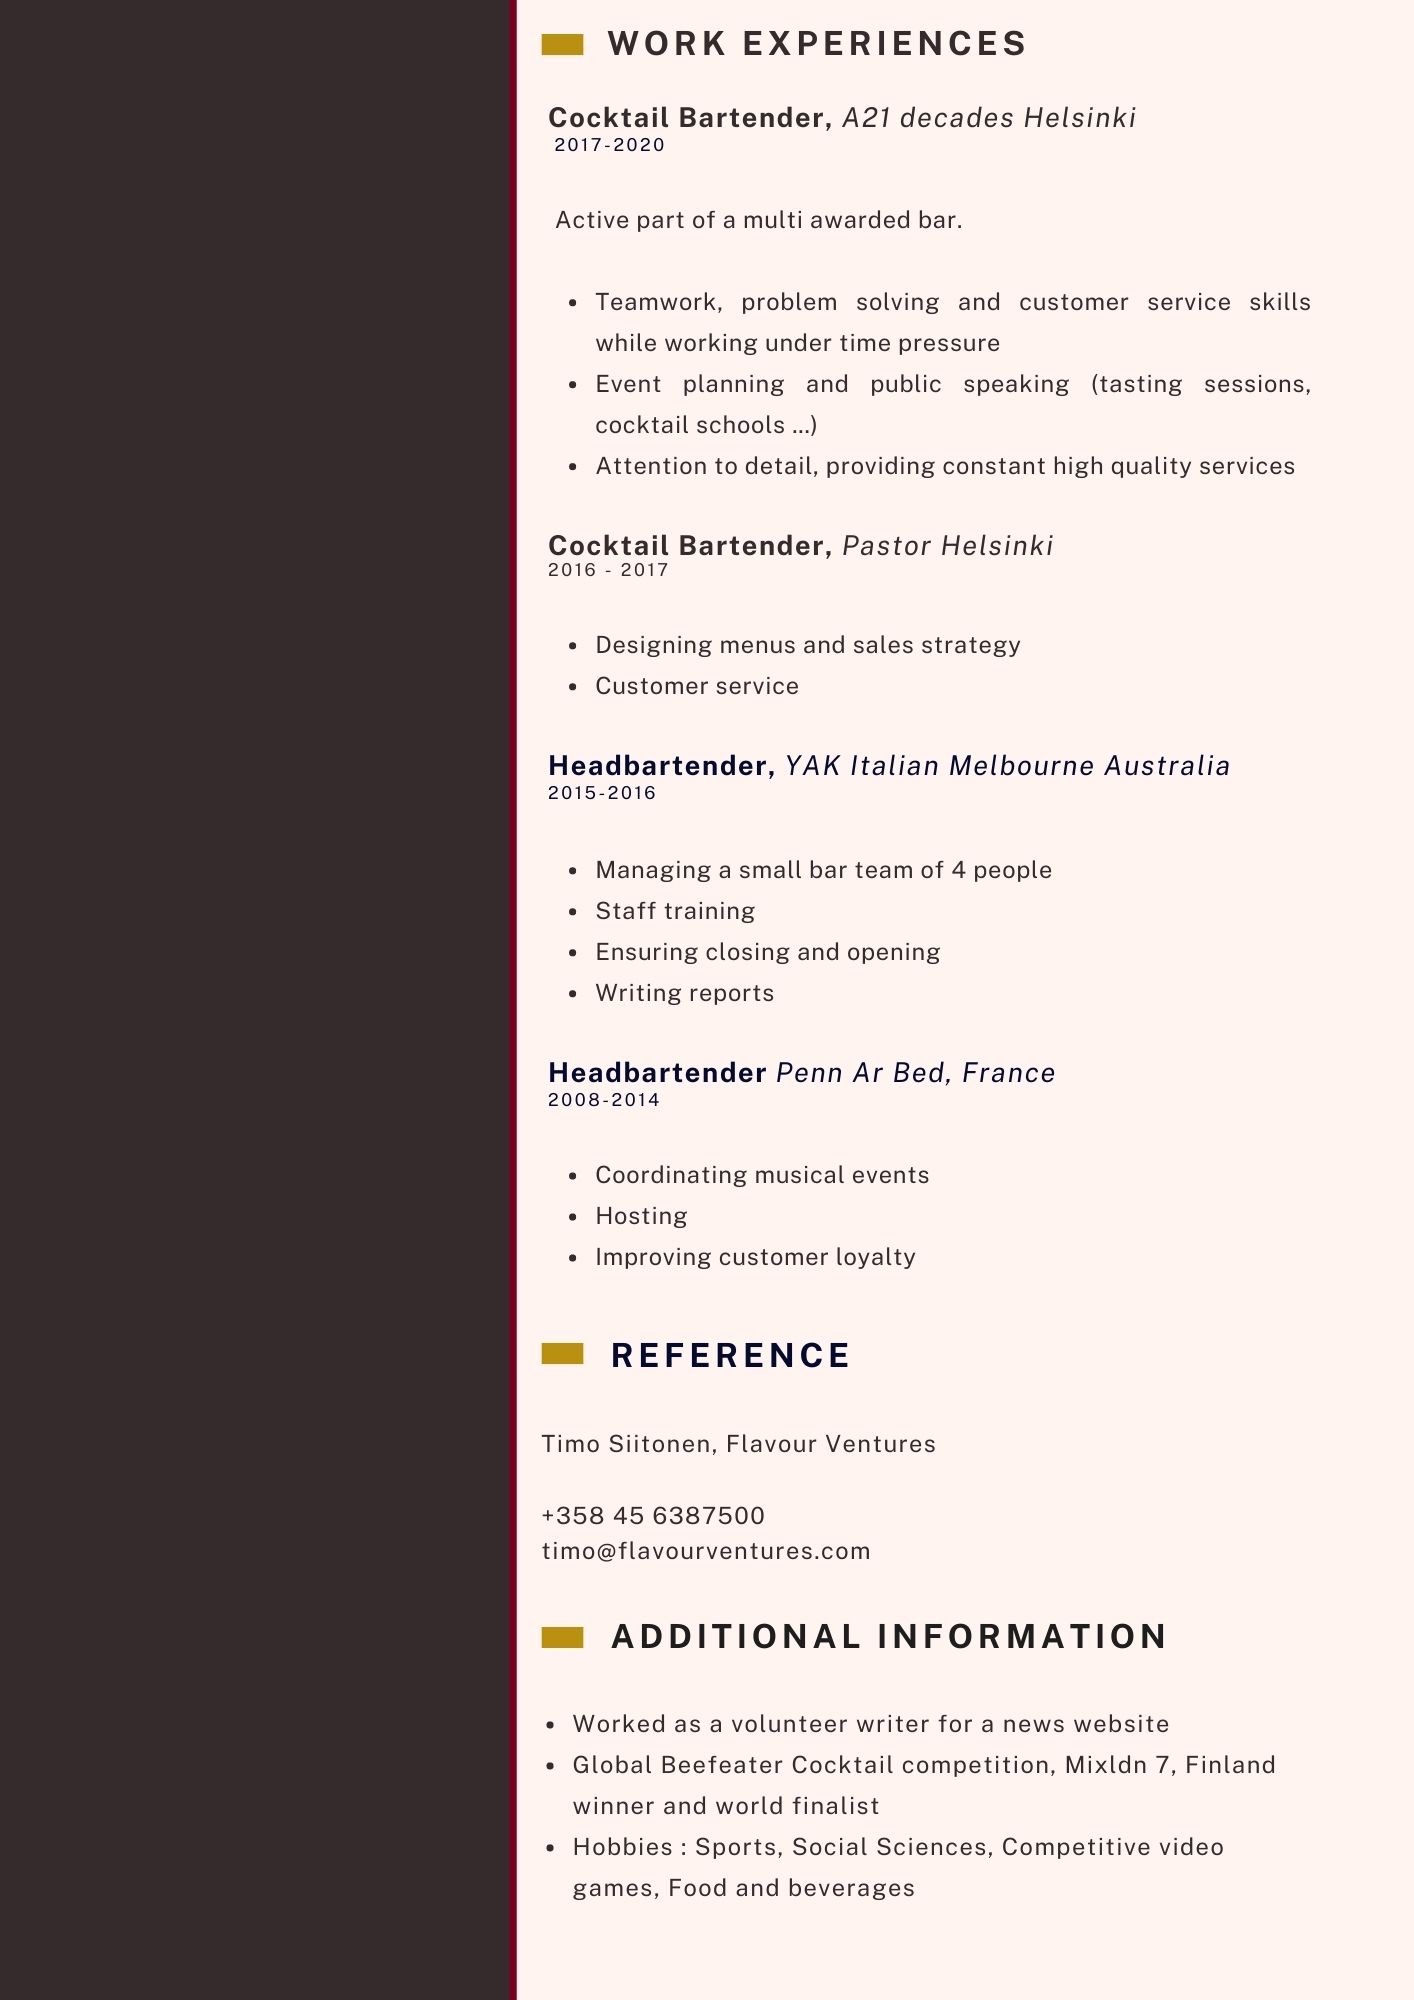 WORK EXPERIENCES
Cocktail Bartender, A21 decades Helsinki
2017-2020
Active part of a multi awarded bar.
• Teamwork, problem solving and customer service skills
while working under time pressure
• Event planning and public speaking (tasting sessions,
cocktail schools ...)
• Attention to detail, providing constant high quality services
Cocktail Bartender, Pastor Helsinki
2016 - 2017
• Designing menus and sales strategy
• Customer service
Headbartender, YAK Italian Melbourne Australia
2015-2016
• Managing a small bar team of 4 people
• Staff training
• Ensuring closing and opening
• Writing reports
Headbartender Penn Ar Bed, France
2008-2014
• Coordinating musical events
• Hosting
• Improving customer loyalty
REFERENCE
Timo Siitonen, Flavour Ventures
+358 45 6387500
timo@flavourventures.com
ADDITIONAL INFORMATION
• Worked as a volunteer writer for a news website
• Global Beefeater Cocktail competition, Mixldn 7, Finland
winner and world finalist
• Hobbies : Sports, Social Sciences, Competitive video
games, Food and beverages